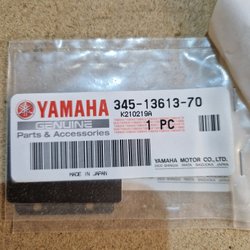 YAMAHA 345-13613-70
K210219A
GENUINE
Parts & Accessories
1 PC
YAMAHA MOTOR CO., LTD.
MADE IN JAPAN